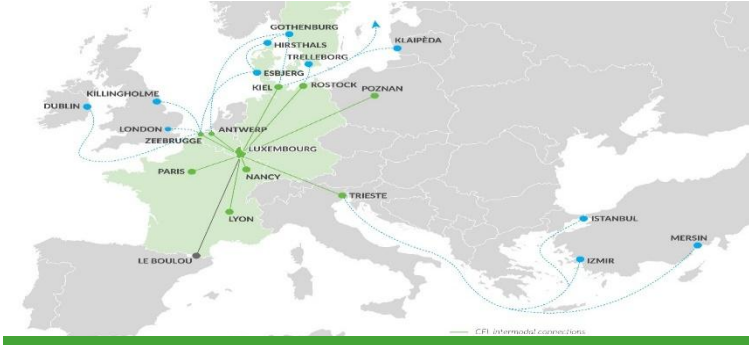 GOTHENBURG
HIRSTHALS
KLAIPĖDA
TRELLEBORG
ESBJERG
KIEL
ROSTOCK
POZNAN
KILLINGHOLME
DUBLIN
LONDON
ANTWERP
ZEEBRUGGE
LUXEMBOURG
PARIS
NANCY
TRIESTE
LYON
ISTANBUL
MERSIN
LE BOULOU
IZMIR
CFL intermodal connections